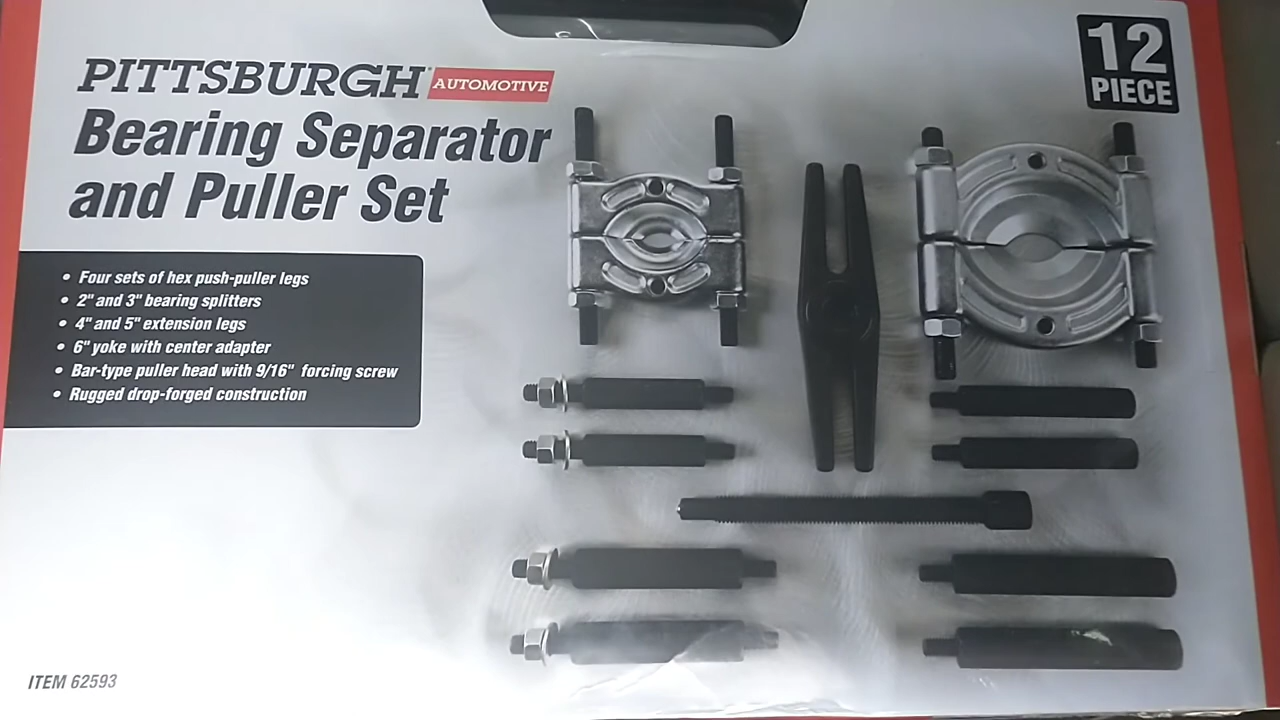 PITTSBURGH AUTOMOTIVE
Bearing Separator
and Puller Set
12
PIECE
• Four sets of hex push-puller legs
• 2" and 3" bearing splitters
• 4" and 5" extension legs
• 6" yoke with center adapter
• Bar-type puller head with 9/16" forcing screw
• Rugged drop-forged construction
ITEM 62593